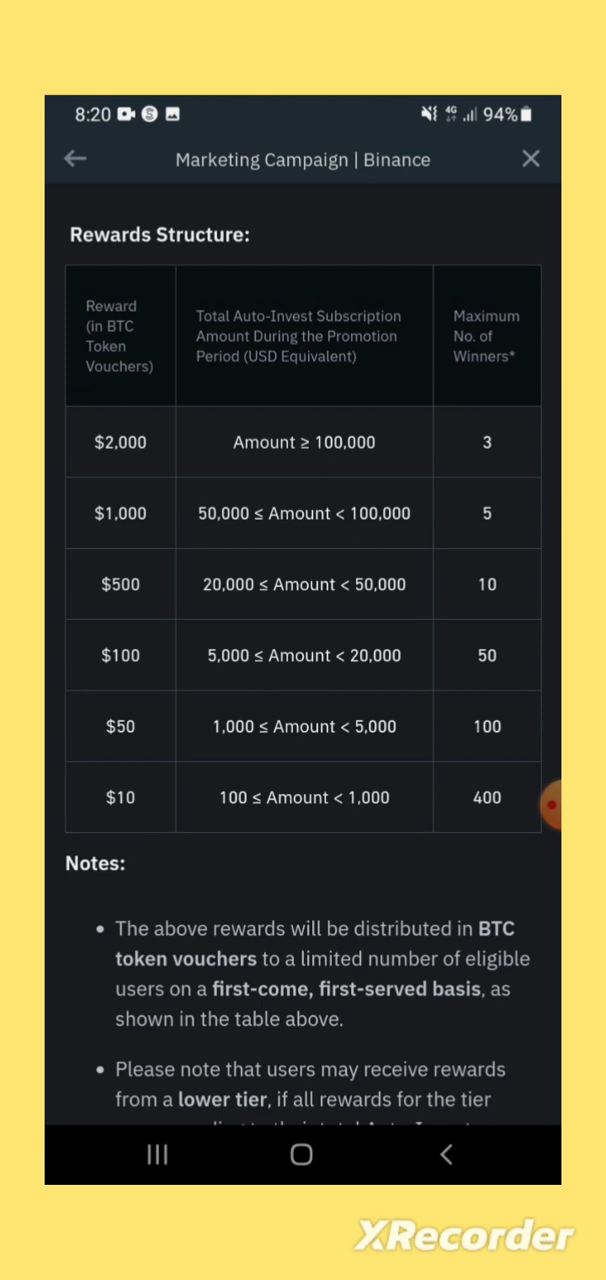 8:20
4G
94%
Marketing Campaign | Binance
Rewards Structure:
Reward
(in BTC
Token
Vouchers)
Total Auto-Invest Subscription
Amount During the Promotion
Period (USD Equivalent)
Maximum
No. of
Winners*
$2,000
Amount ≥ 100,000
3
$1,000
50,000 ≤ Amount < 100,000
5
$500
20,000 ≤ Amount < 50,000
10
$100
5,000 ≤ Amount < 20,000
50
$50
1,000 ≤ Amount < 5,000
100
$10
100 ≤ Amount < 1,000
400
Notes:
• The above rewards will be distributed in BTC
token vouchers to a limited number of eligible
users on a first-come, first-served basis, as
shown in the table above.
• Please note that users may receive rewards
from a lower tier, if all rewards for the tier
XRecorder